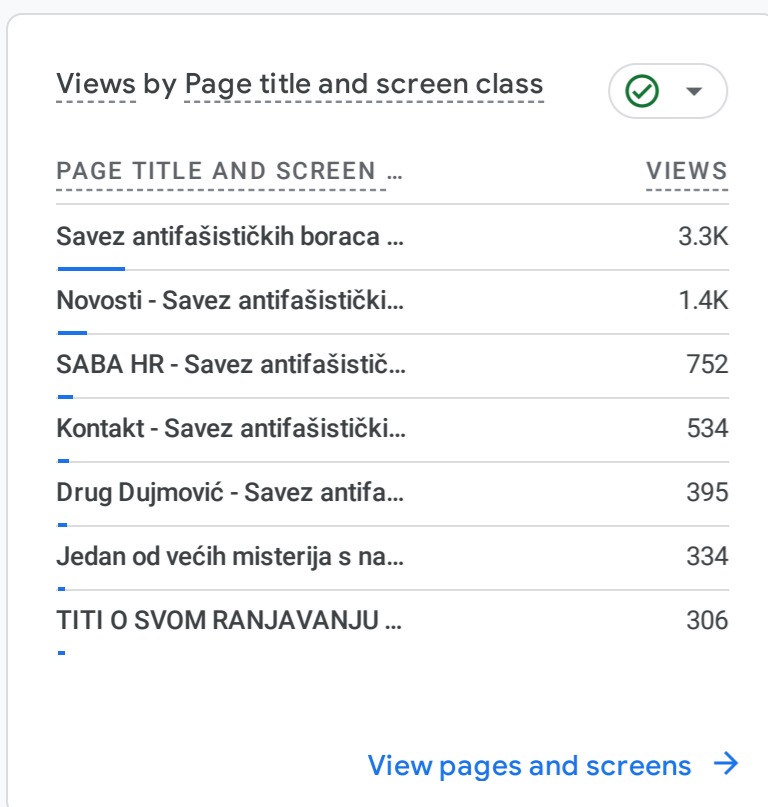 Views by Page title and screen class
PAGE TITLE AND SCREEN … VIEWS
Savez antifašističkih boraca … 3.3K
Novosti - Savez antifašistički… 1.4K
SABA HR - Savez antifašistič… 752
Kontakt - Savez antifašistički… 534
Drug Dujmović - Savez antifa… 395
Jedan od većih misterija s na… 334
TITI O SVOM RANJAVANJU … 306
View pages and screens